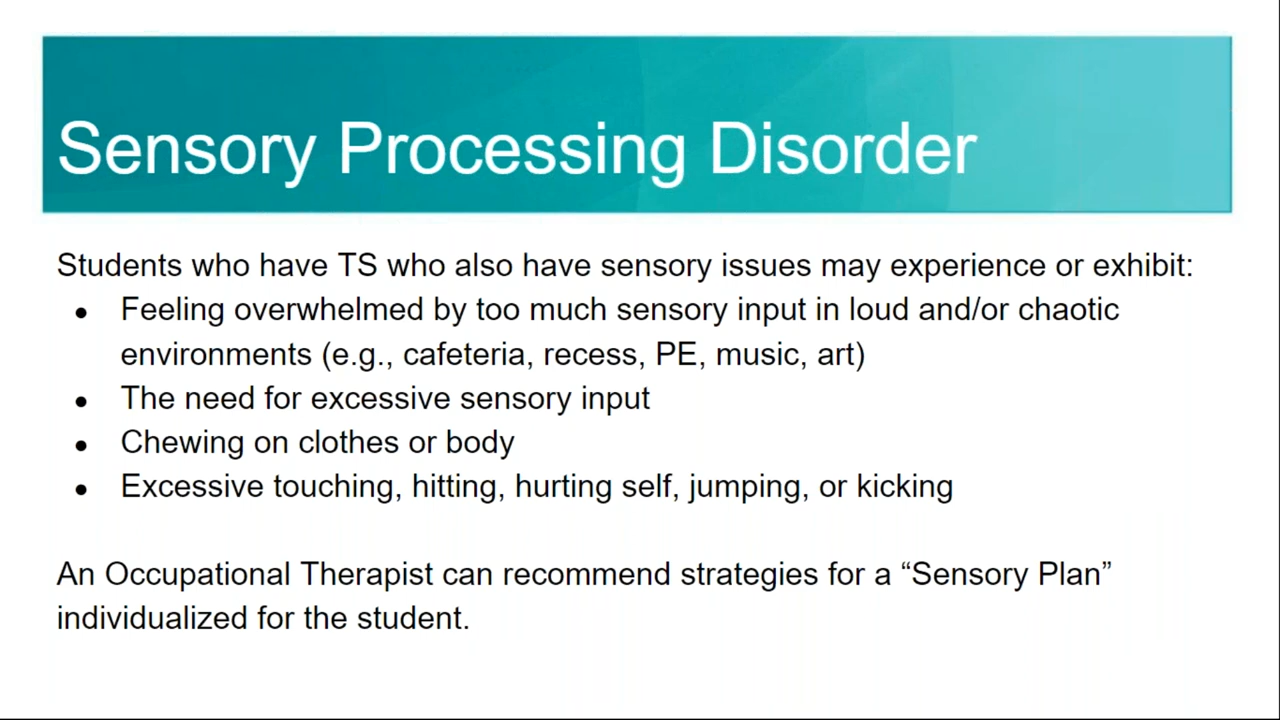 Sensory Processing Disorder
Students who have TS who also have sensory issues may experience or exhibit:
● Feeling overwhelmed by too much sensory input in loud and/or chaotic
environments (e.g., cafeteria, recess, PE, music, art)
● The need for excessive sensory input
● Chewing on clothes or body
● Excessive touching, hitting, hurting self, jumping, or kicking
An Occupational Therapist can recommend strategies for a “Sensory Plan”
individualized for the student.